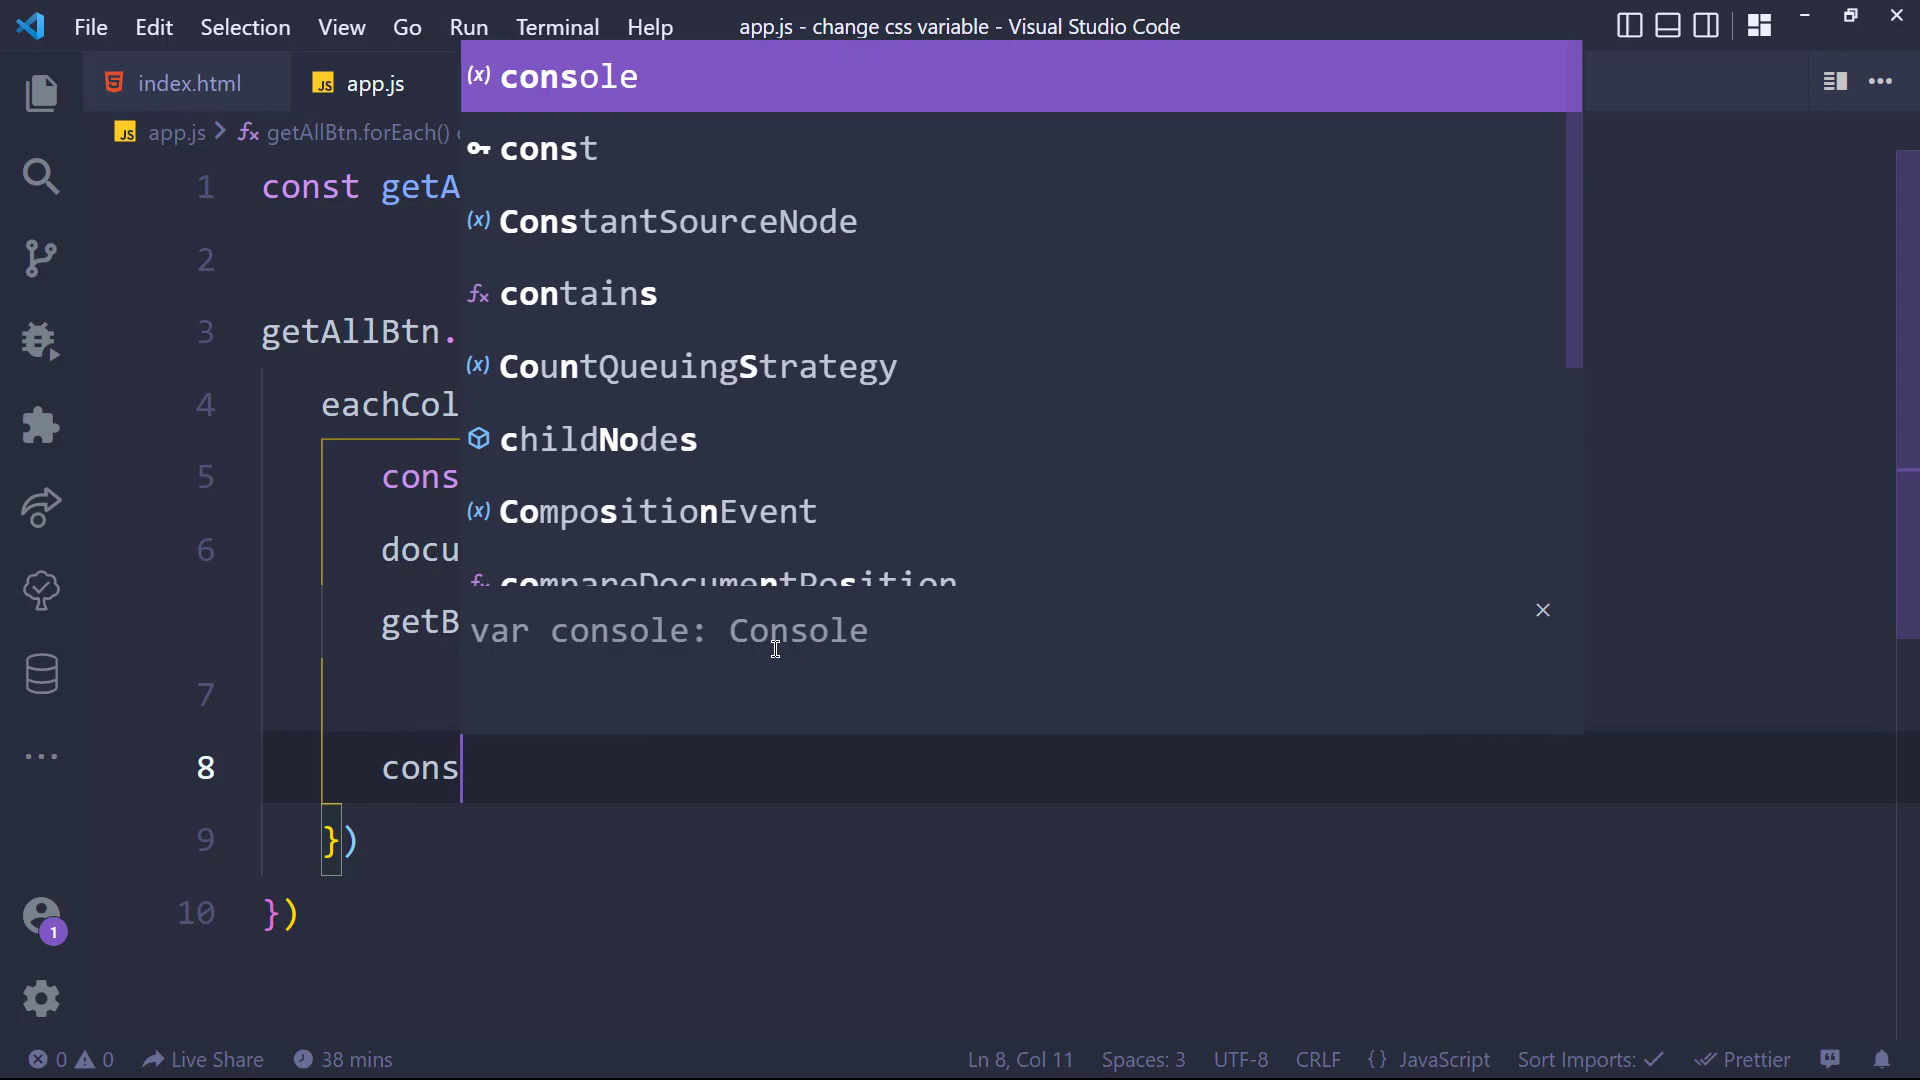 File Edit Selection View Go Run Terminal Help app.js - change css variable - Visual Studio Code
index.html JS app.js
JS app.js > getAllBtn.forEach()
console
const
ConstantSourceNode
contains
CountQueuingStrategy
childNodes
CompositionEvent
compareDocumentPosition
var console: Console
1 const getA
2
3 getAllBtn.
4 eachCol
5 cons
6 docu
getB
7
8 cons
9 })
10 })
1
0 0 Live Share 38 mins Ln 8, Col 11 Spaces: 3 UTF-8 CRLF {} JavaScript Sort Imports: ✓ Prettier